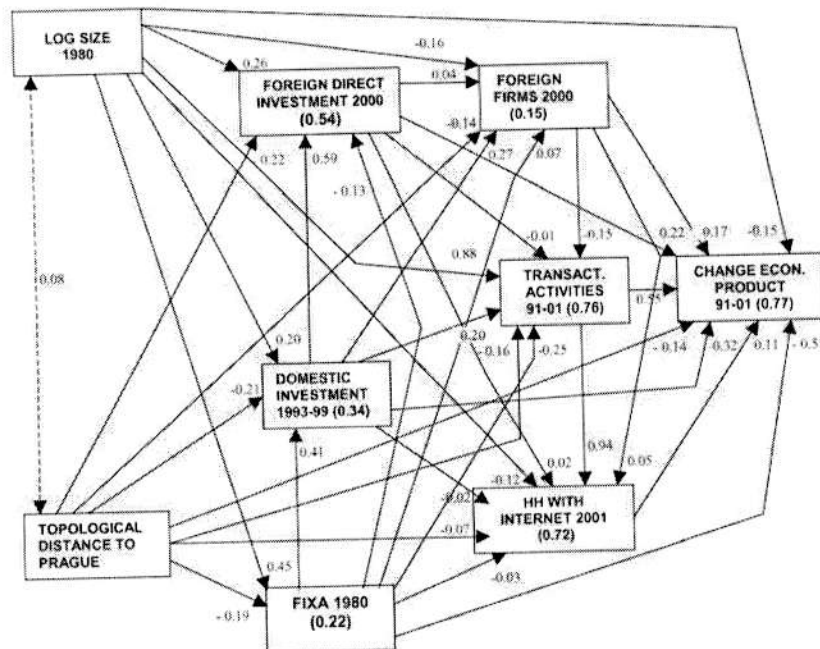 LOG SIZE
1980
-0.16
0.26
0.04
FOREIGN DIRECT
INVESTMENT 2000
(0.54)
FOREIGN
FIRMS 2000
(0.15)
-0.14
0.22
0.59
0.27
0.07
- 0.13
-0.01
-0.15
0.22
0.17
-0.15
0.88
0.08
TRANSACT.
ACTIVITIES
91-01 (0.76)
0.55
CHANGE ECON.
PRODUCT
91-01 (0.77)
0.20
0.20
- 0.16
-0.25
- 0.14
-0.32
0.11
- 0.5
-0.21
DOMESTIC
INVESTMENT
1993-99 (0.34)
0.41
0.94
-0.12
0.02
0.05
-0.02
HH WITH
INTERNET 2001
(0.72)
TOPOLOGICAL
DISTANCE TO
PRAGUE
-0.07
0.45
-0.03
- 0.19
FIXA 1980
(0.22)